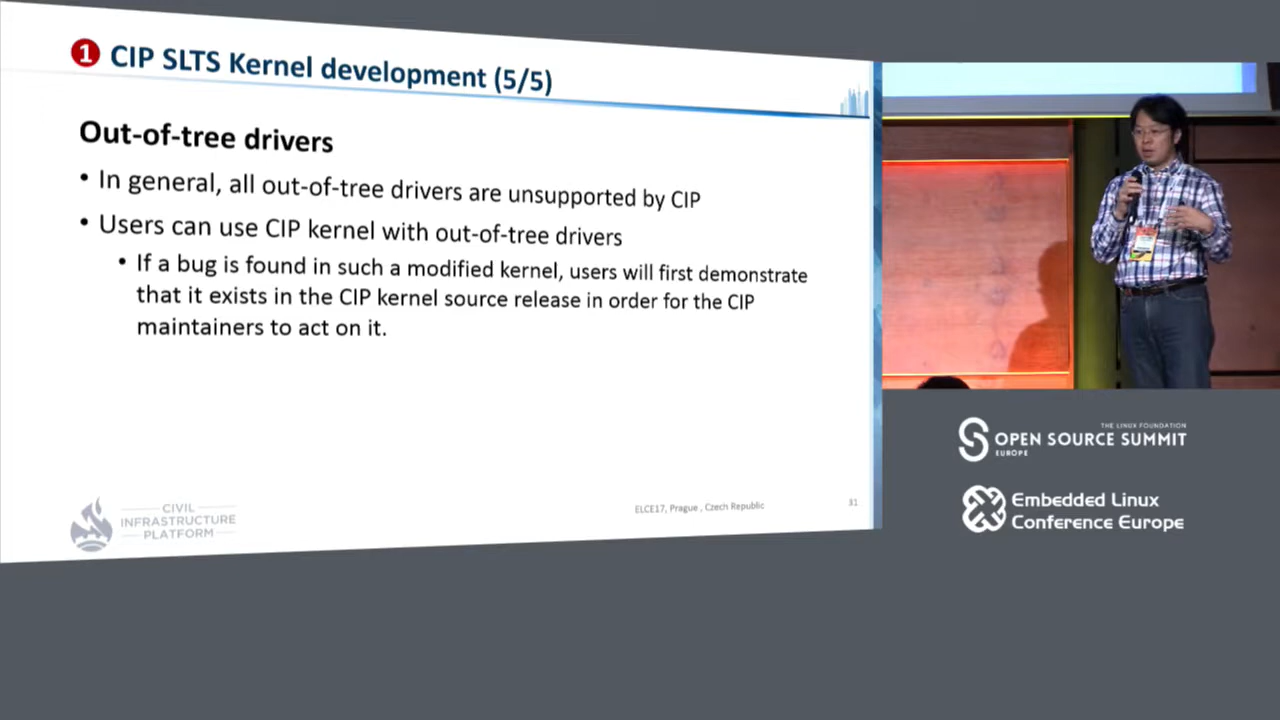 1 CIP SLTS Kernel development (5/5)
Out-of-tree drivers
• In general, all out-of-tree drivers are unsupported by CIP
• Users can use CIP kernel with out-of-tree drivers
• If a bug is found in such a modified kernel, users will first demonstrate
that it exists in the CIP kernel source release in order for the CIP
maintainers to act on it.
CIVIL
INFRASTRUCTURE
PLATFORM
ELCE17, Prague , Czech Republic
31
THE LINUX FOUNDATION
OPEN SOURCE SUMMIT
EUROPE
Embedded Linux
Conference Europe